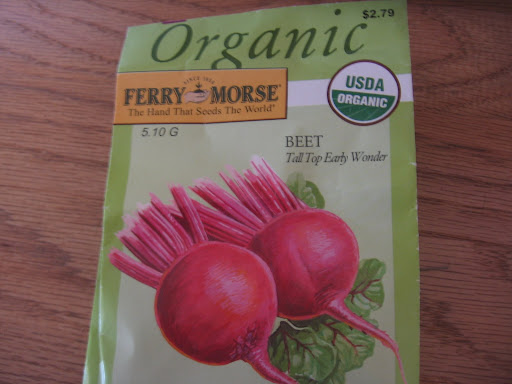 $2.79
Organic
SINCE 1856
FERRY MORSE®
The Hand That Seeds The World®
USDA
ORGANIC
5.10 G
BEET
Tall Top Early Wonder